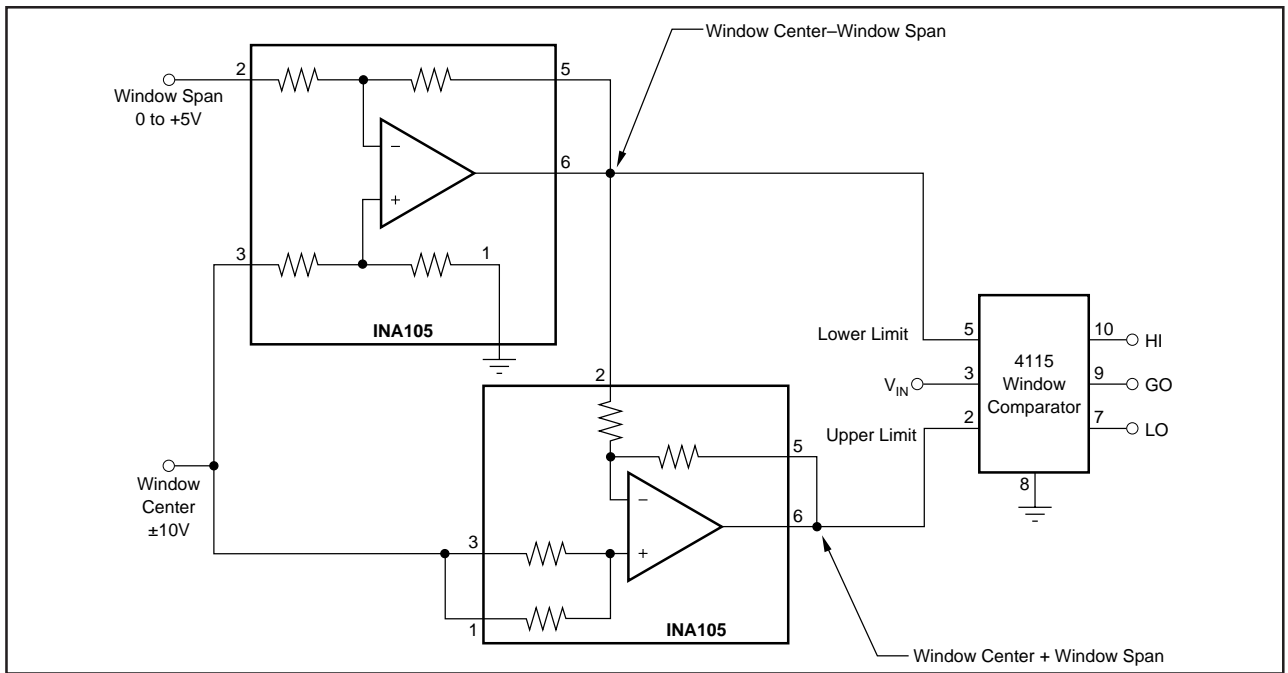 Window Center–Window Span
2
5
Window Span
0 to +5V
−
6
+
3
1
INA105
2
Lower Limit
5
10
HI
4115
Window
Comparator
V_IN
3
9
GO
2
7
LO
Upper Limit
5
8
Window
Center
±10V
−
6
3
+
1
INA105
Window Center + Window Span